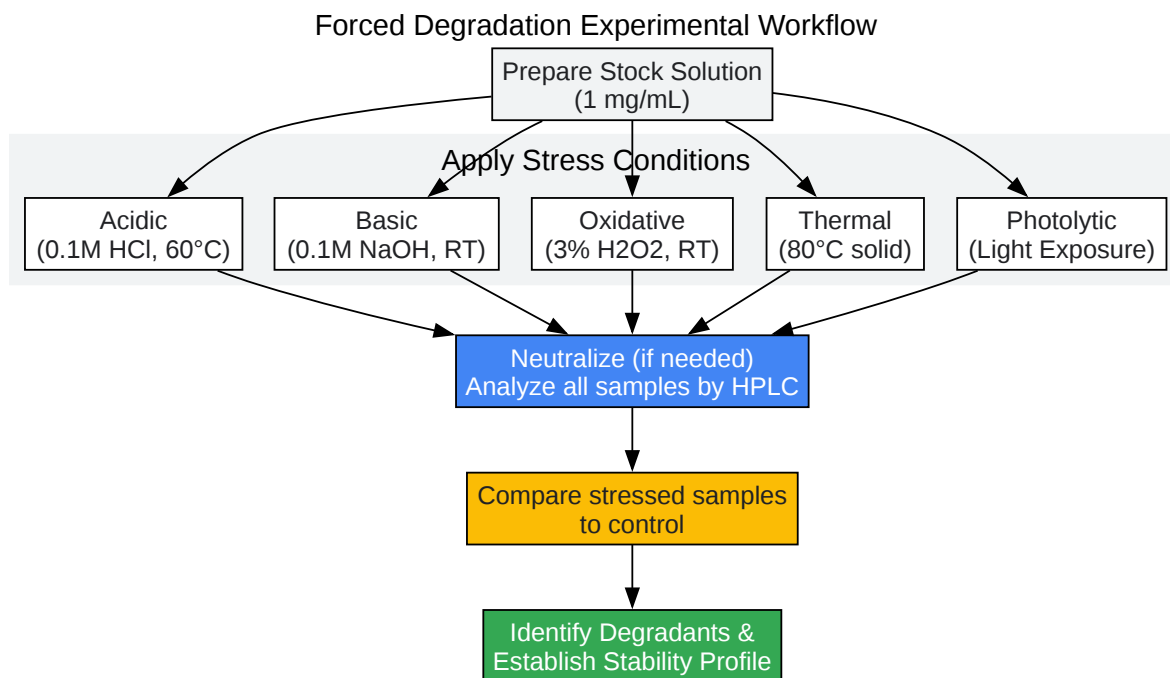 Forced Degradation Experimental Workflow
Prepare Stock Solution
(1 mg/mL)
Apply Stress Conditions
Acidic
(0.1M HCl, 60°C)
Basic
(0.1M NaOH, RT)
Oxidative
(3% H2O2, RT)
Thermal
(80°C solid)
Photolytic
(Light Exposure)
Neutralize (if needed)
Analyze all samples by HPLC
Compare stressed samples
to control
Identify Degradants &
Establish Stability Profile